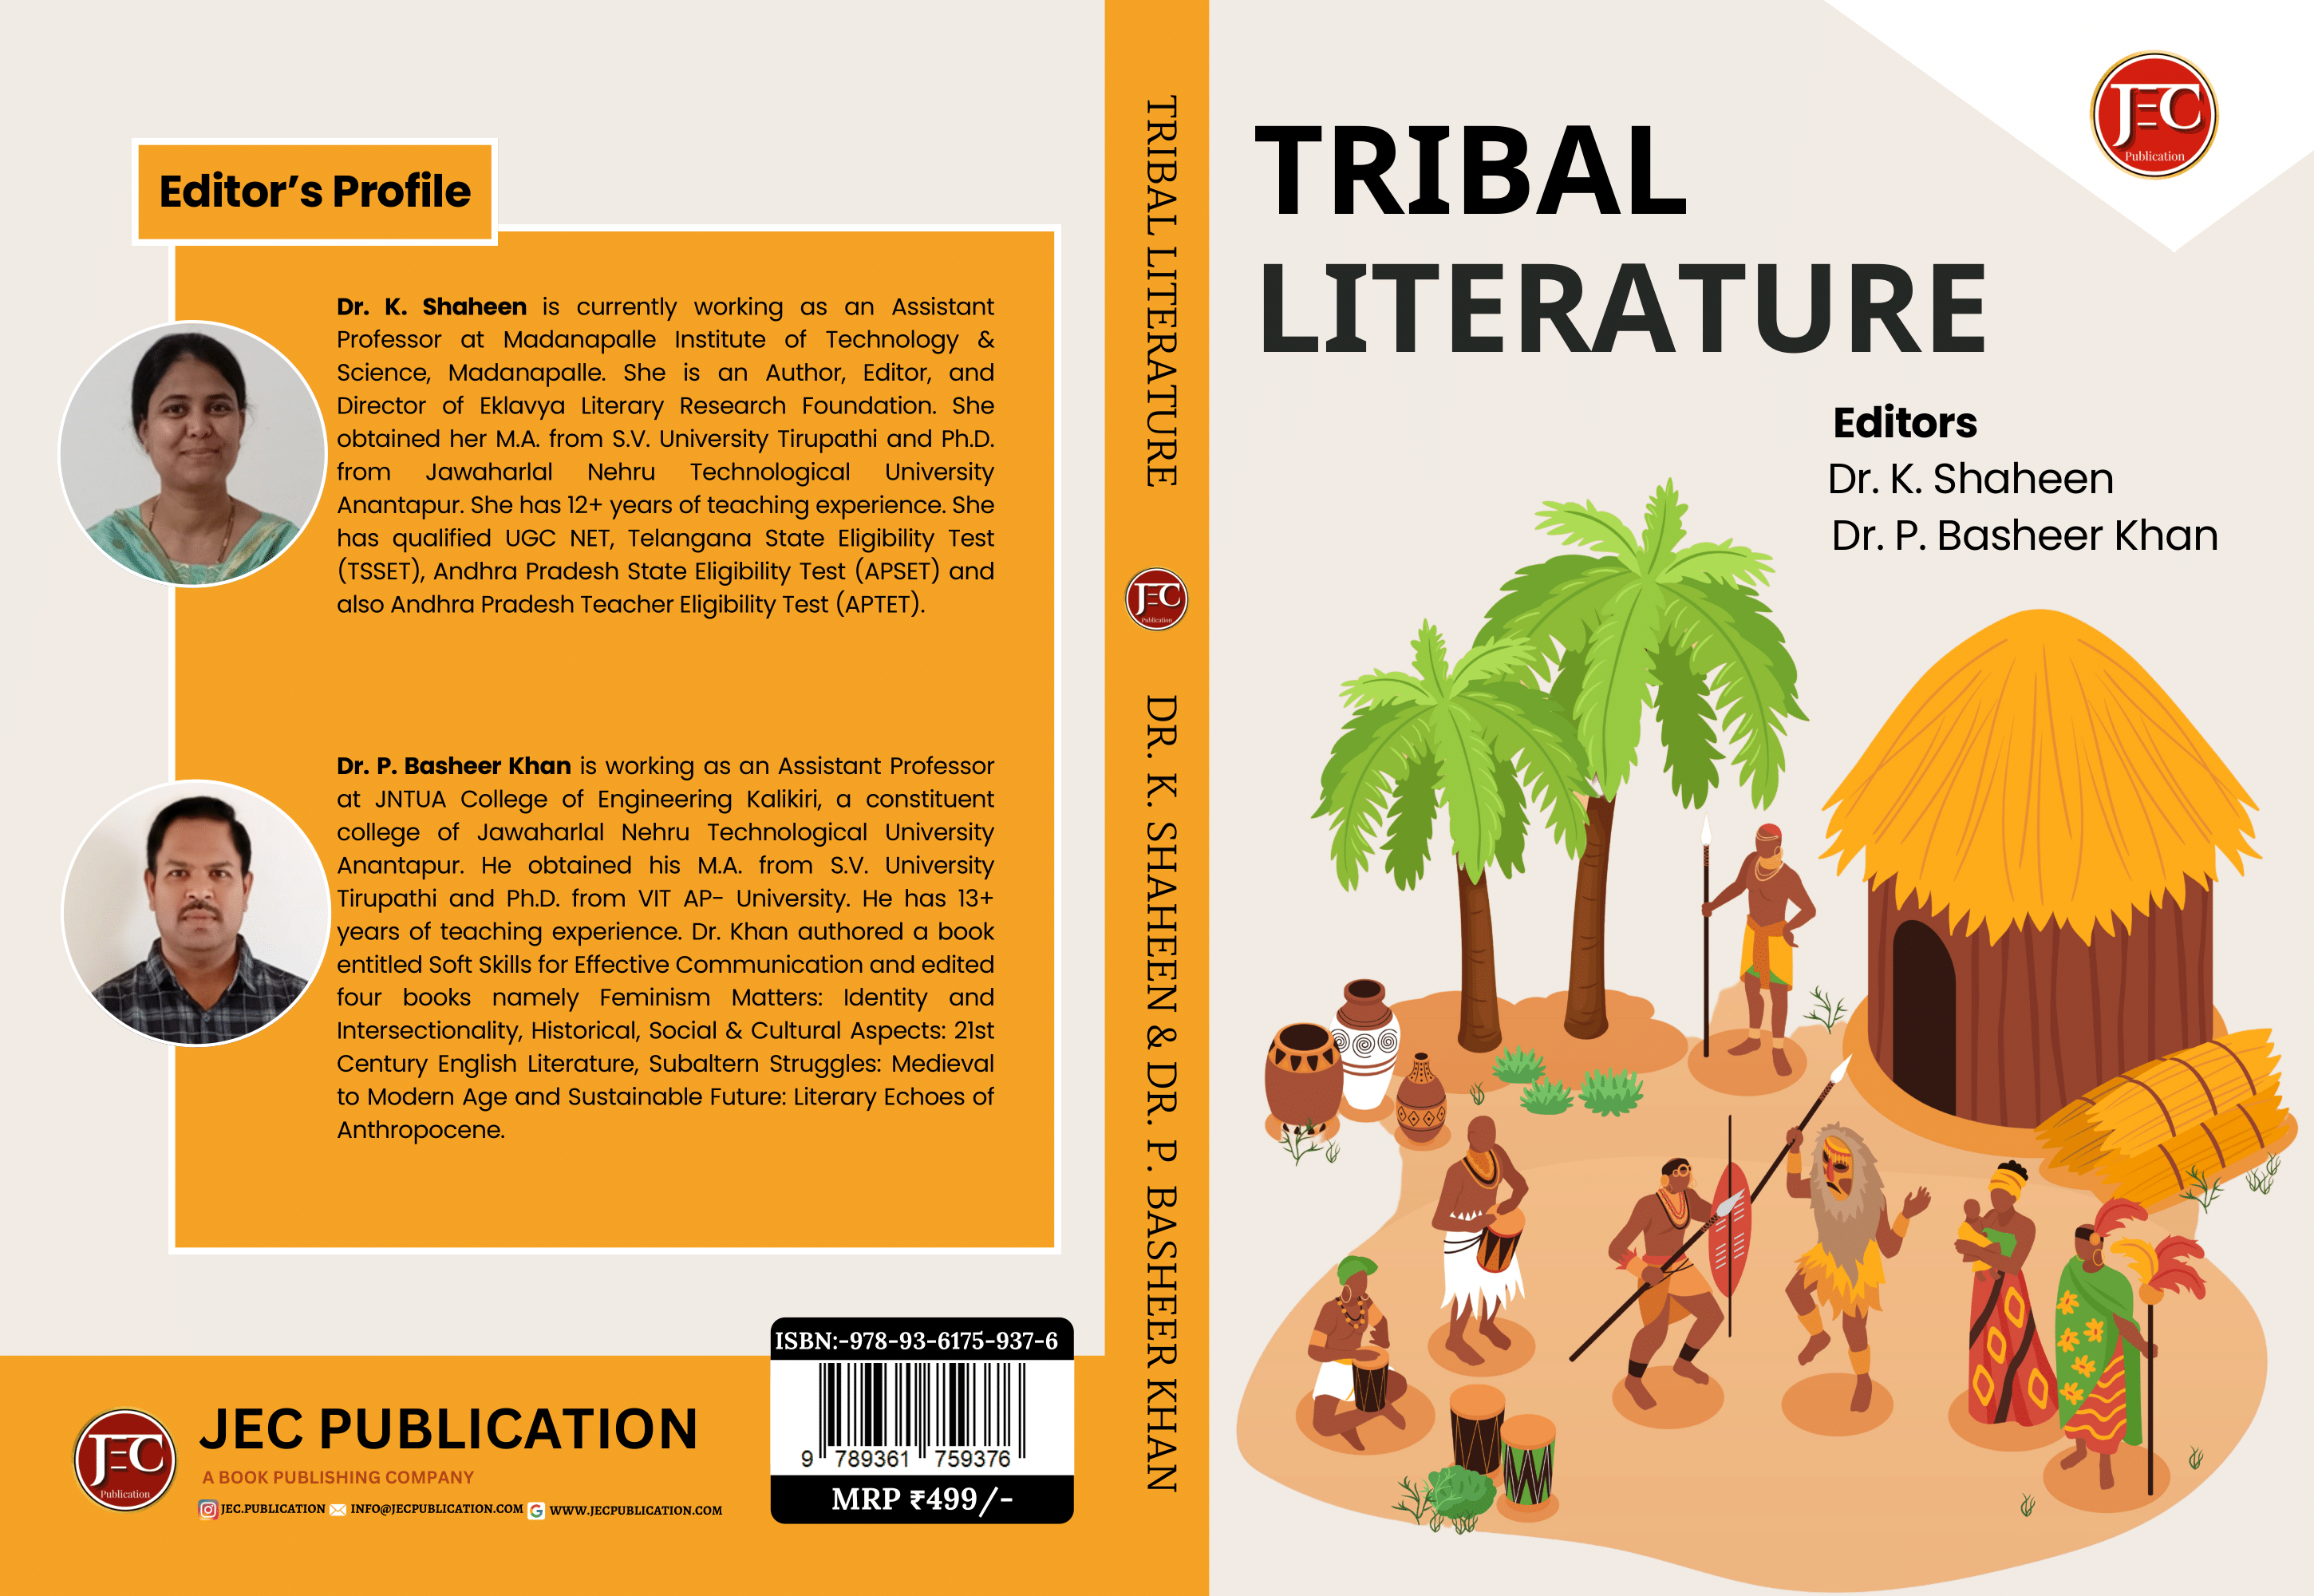 Editor’s Profile
Dr. K. Shaheen is currently working as an Assistant
Professor at Madanapalle Institute of Technology &
Science, Madanapalle. She is an Author, Editor, and
Director of Eklavya Literary Research Foundation. She
obtained her M.A. from S.V. University Tirupathi and Ph.D.
from Jawaharlal Nehru Technological University
Anantapur. She has 12+ years of teaching experience. She
has qualified UGC NET, Telangana State Eligibility Test
(TSSET), Andhra Pradesh State Eligibility Test (APSET) and
also Andhra Pradesh Teacher Eligibility Test (APTET).
Dr. P. Basheer Khan is working as an Assistant Professor
at JNTUA College of Engineering Kalikiri, a constituent
college of Jawaharlal Nehru Technological University
Anantapur. He obtained his M.A. from S.V. University
Tirupathi and Ph.D. from VIT AP- University. He has 13+
years of teaching experience. Dr. Khan authored a book
entitled Soft Skills for Effective Communication and edited
four books namely Feminism Matters: Identity and
Intersectionality, Historical, Social & Cultural Aspects: 21st
Century English Literature, Subaltern Struggles: Medieval
to Modern Age and Sustainable Future: Literary Echoes of
Anthropocene.
JEC
Publication
JEC PUBLICATION
A BOOK PUBLISHING COMPANY
JEC.PUBLICATION INFO@JECPUBLICATION.COM G WWW.JECPUBLICATION.COM
ISBN:-978-93-6175-937-6
9 789361 759376
MRP ₹499/-
TRIBAL LITERATURE
JEC
Publication
DR. K. SHAHEEN & DR. P. BASHEER KHAN
JEC
Publication
TRIBAL
LITERATURE
Editors
Dr. K. Shaheen
Dr. P. Basheer Khan